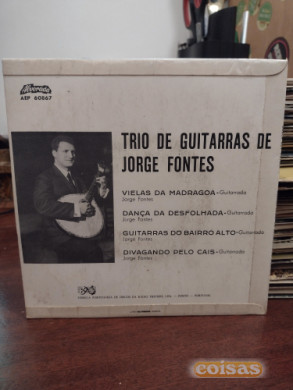 Alvorada
AEP 60867
TRIO DE GUITARRAS DE
JORGE FONTES
VIELAS DA MADRAGOA-Guitarrada
Jorge Fontes
DANÇA DA DESFOLHADA-Guitarrada
Jorge Fontes
GUITARRAS DO BAIRRO ALTO-Guitarrada
Jorge Fontes
DIVAGANDO PELO CAIS-Guitarrada
Jorge Fontes
coisas